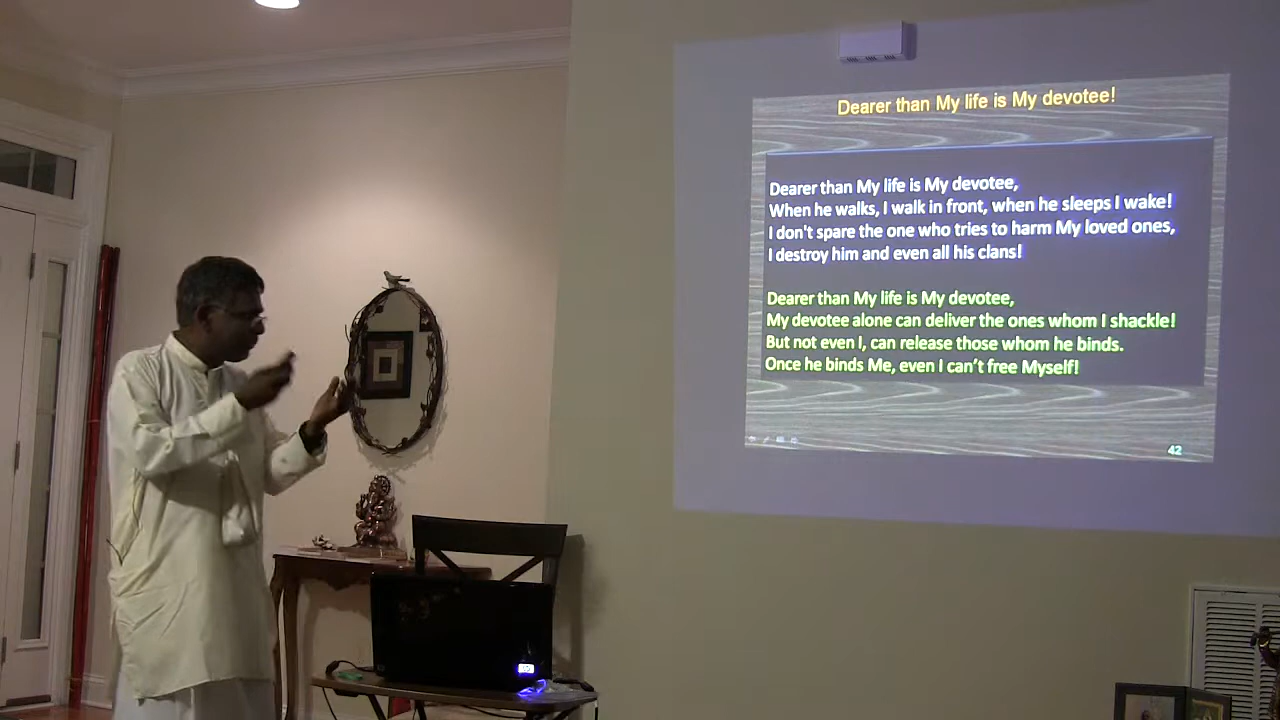 Dearer than My life is My devotee!
Dearer than My life is My devotee,
When he walks, I walk in front, when he sleeps I wake!
I don't spare the one who tries to harm My loved ones,
I destroy him and even all his clans!
Dearer than My life is My devotee,
My devotee alone can deliver the ones whom I shackle!
But not even I, can release those whom he binds.
Once he binds Me, even I can't free Myself!
42